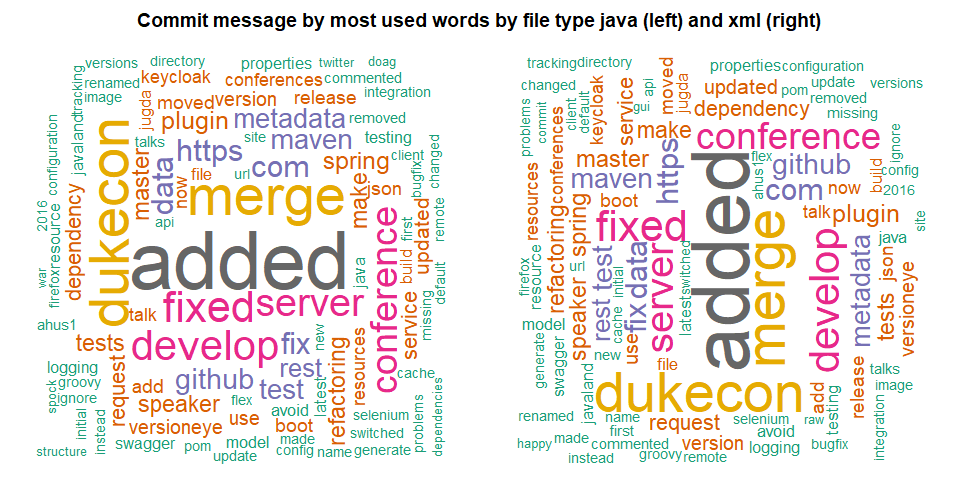 Commit message by most used words by file type java (left) and xml (right)
versions directory properties twitter doag
renamed keycloak conferences commented
image moved version release integration
javalandtracking jugda plugin metadata removed
talks https site maven testing
configuration dukecon master data file url com spring client
now merge make json bugfix changed
2016 resource dependency api first updated remote
firefox war added java conference build service missing default
ahus1 talk fixed server
tests develop fix new
logging request github rest latest refactoring resources cache
spock groovy add test
ignore speaker flex avoid selenium problems dependencies
initial instead versioneye use boot switched
swagger pom model made
structure update config name generate
trackingdirectory properties configuration
changed keycloak service api moved jugda updated pom update versions
problems commit client default gui dependency removed
resources conferences make conference missing
refactoring master https flex github build ignore
firefox maven ahus1 com now config 2016
resource spring boot added talk plugin site
speaker url fixed merge develop metadata java
rest test fix data server latest switched tests json versioneye
model swagger new cache initial use file
generate javaland dukecon add release talks
image
renamed name request selenium raw testing integration
first avoid
happy made commented version logging bugfix
instead groovy remote